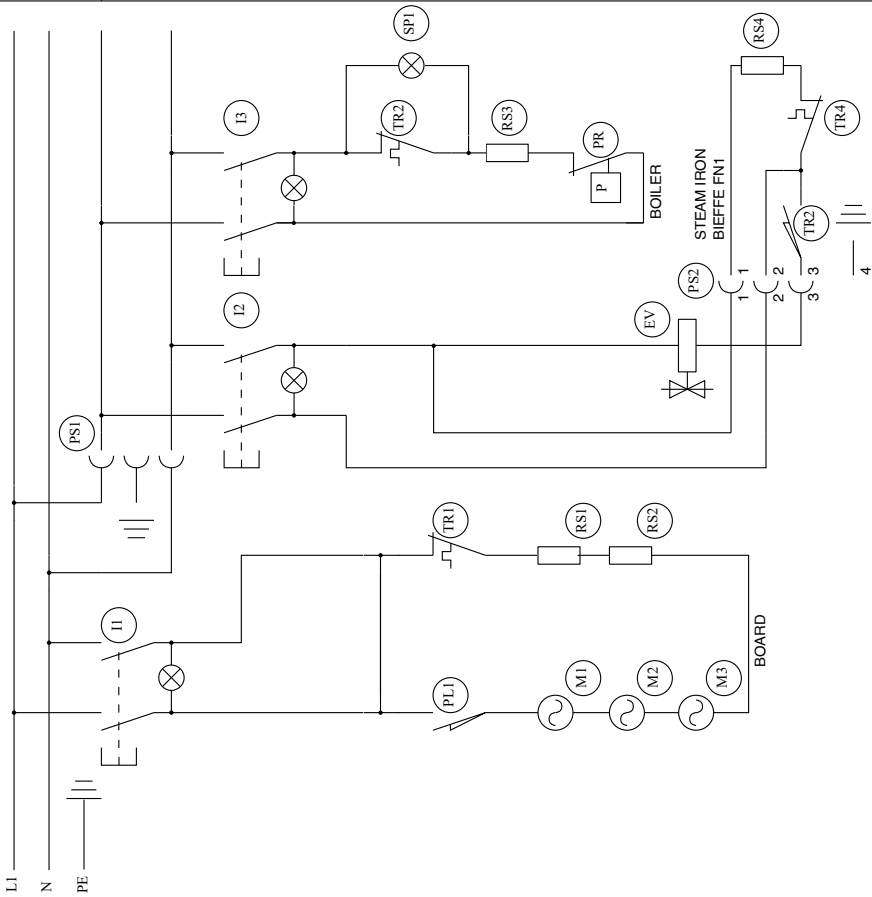 L1
N
PE
I1
PL1
M1
M2
M3
BOARD
TR1
RS1
RS2
PS1
I2
EV
PS2
1
1
2
2
3
3
4
I3
SP1
TR2
RS3
PR
P
BOILER
STEAM IRON
BIEFFE FN1
RS4
TR4
TR2